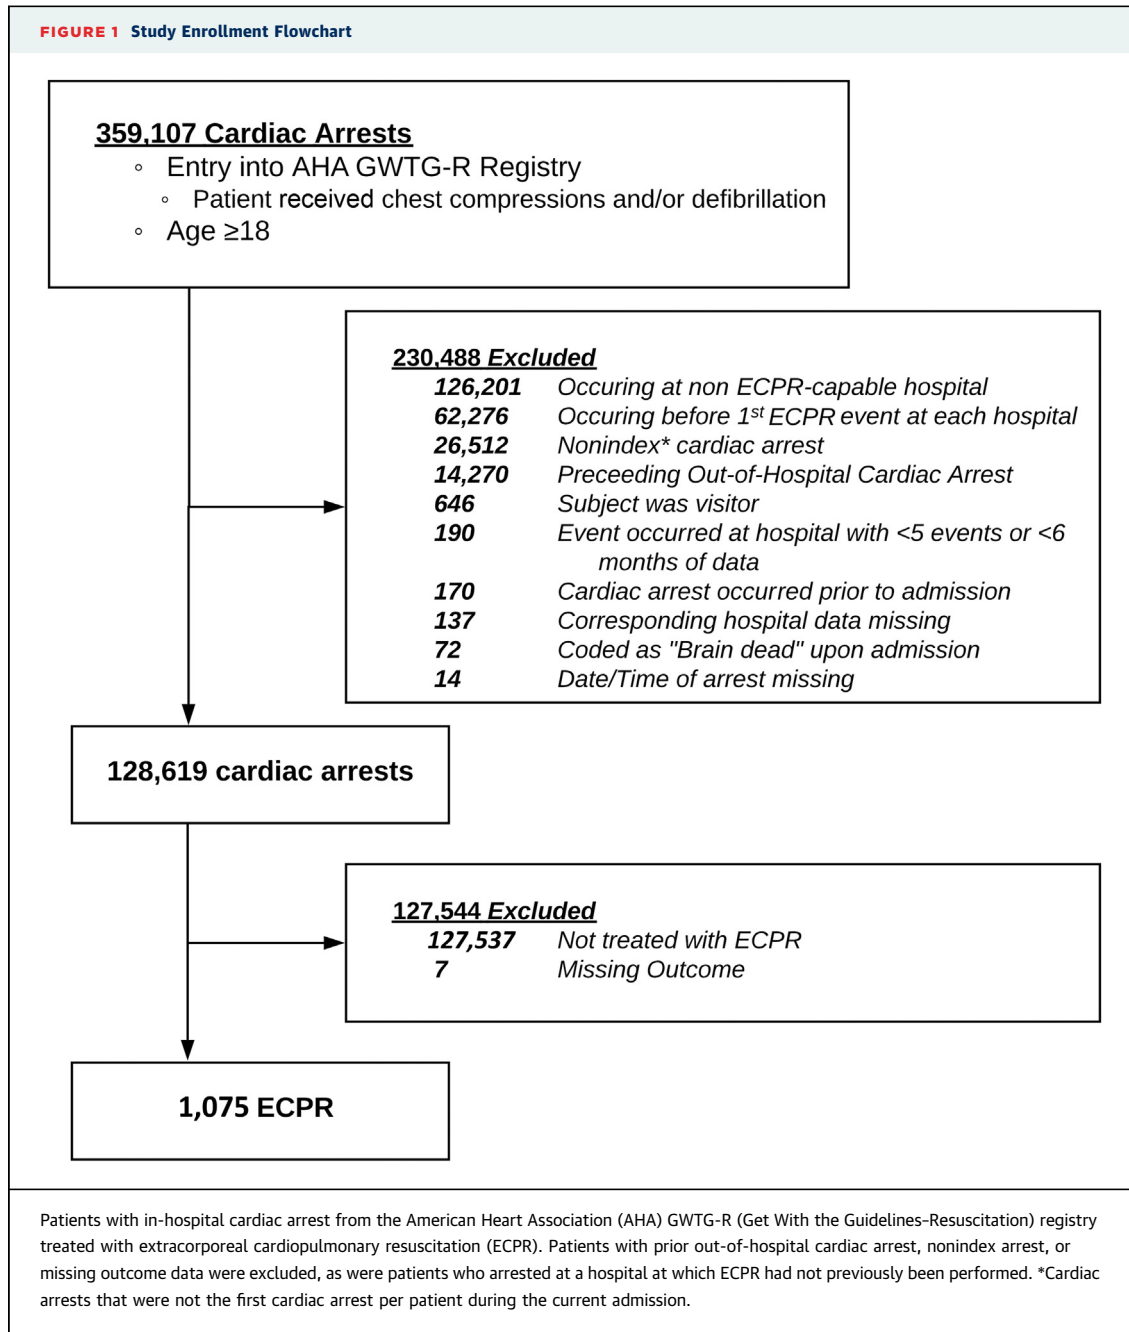 FIGURE 1 Study Enrollment Flowchart
359,107 Cardiac Arrests
◦ Entry into AHA GWTG-R Registry
◦ Patient received chest compressions and/or defibrillation
◦ Age ≥18
230,488 Excluded
126,201 Occuring at non ECPR-capable hospital
62,276 Occuring before 1st ECPR event at each hospital
26,512 Nonindex* cardiac arrest
14,270 Preceeding Out-of-Hospital Cardiac Arrest
646 Subject was visitor
190 Event occurred at hospital with <5 events or <6
months of data
170 Cardiac arrest occurred prior to admission
137 Corresponding hospital data missing
72 Coded as "Brain dead" upon admission
14 Date/Time of arrest missing
128,619 cardiac arrests
127,544 Excluded
127,537 Not treated with ECPR
7 Missing Outcome
1,075 ECPR
Patients with in-hospital cardiac arrest from the American Heart Association (AHA) GWTG-R (Get With the Guidelines–Resuscitation) registry
treated with extracorporeal cardiopulmonary resuscitation (ECPR). Patients with prior out-of-hospital cardiac arrest, nonindex arrest, or
missing outcome data were excluded, as were patients who arrested at a hospital at which ECPR had not previously been performed. *Cardiac
arrests that were not the first cardiac arrest per patient during the current admission.